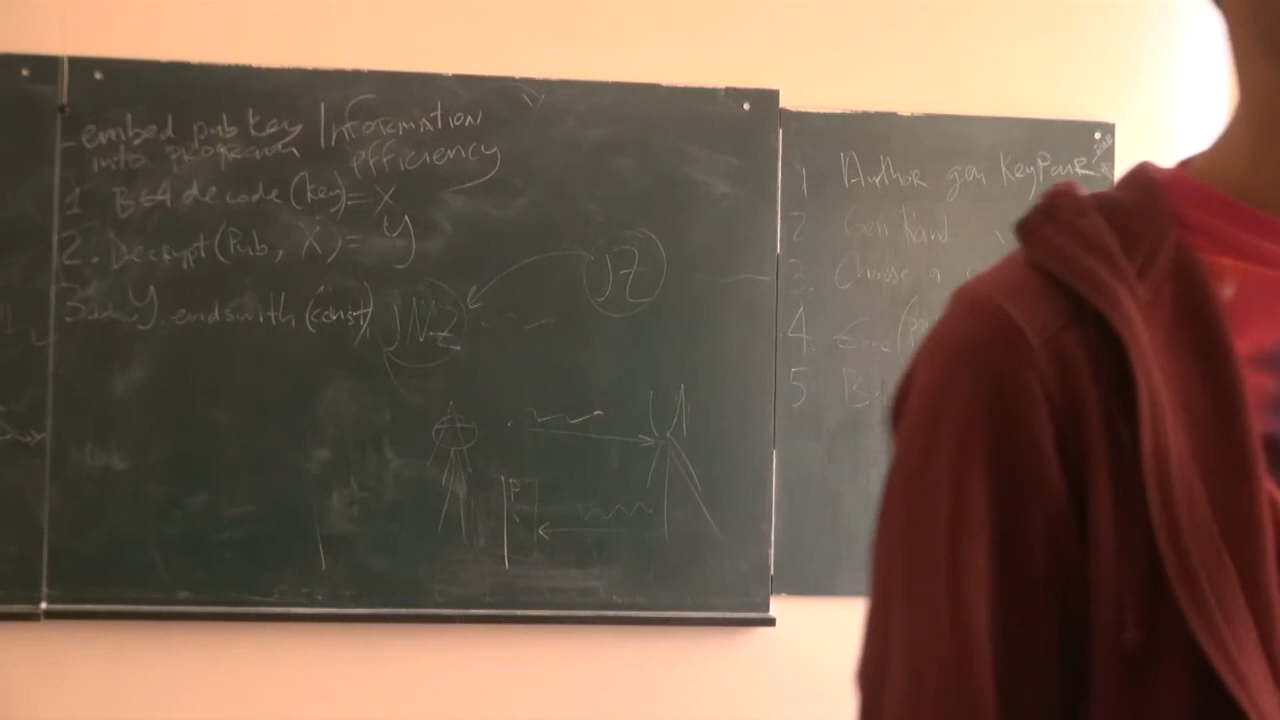 - embed pub key
into program
Information
efficiency
1 B64 decode (key) = X
2. Decrypt (Pub, X) = Y
3 Y. endswith (const)
JNZ
JZ
1 Author gen KeyPair
2 Gen Rand
3. Choose a
4. Enc (
5 B